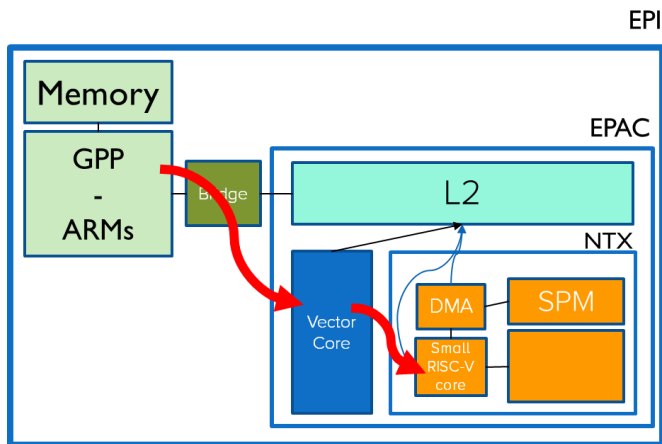 EPI
Memory
EPAC
GPP
-
ARMs
Bridge
L2
NTX
DMA
SPM
Vector
Core
Small
RISC-V
core